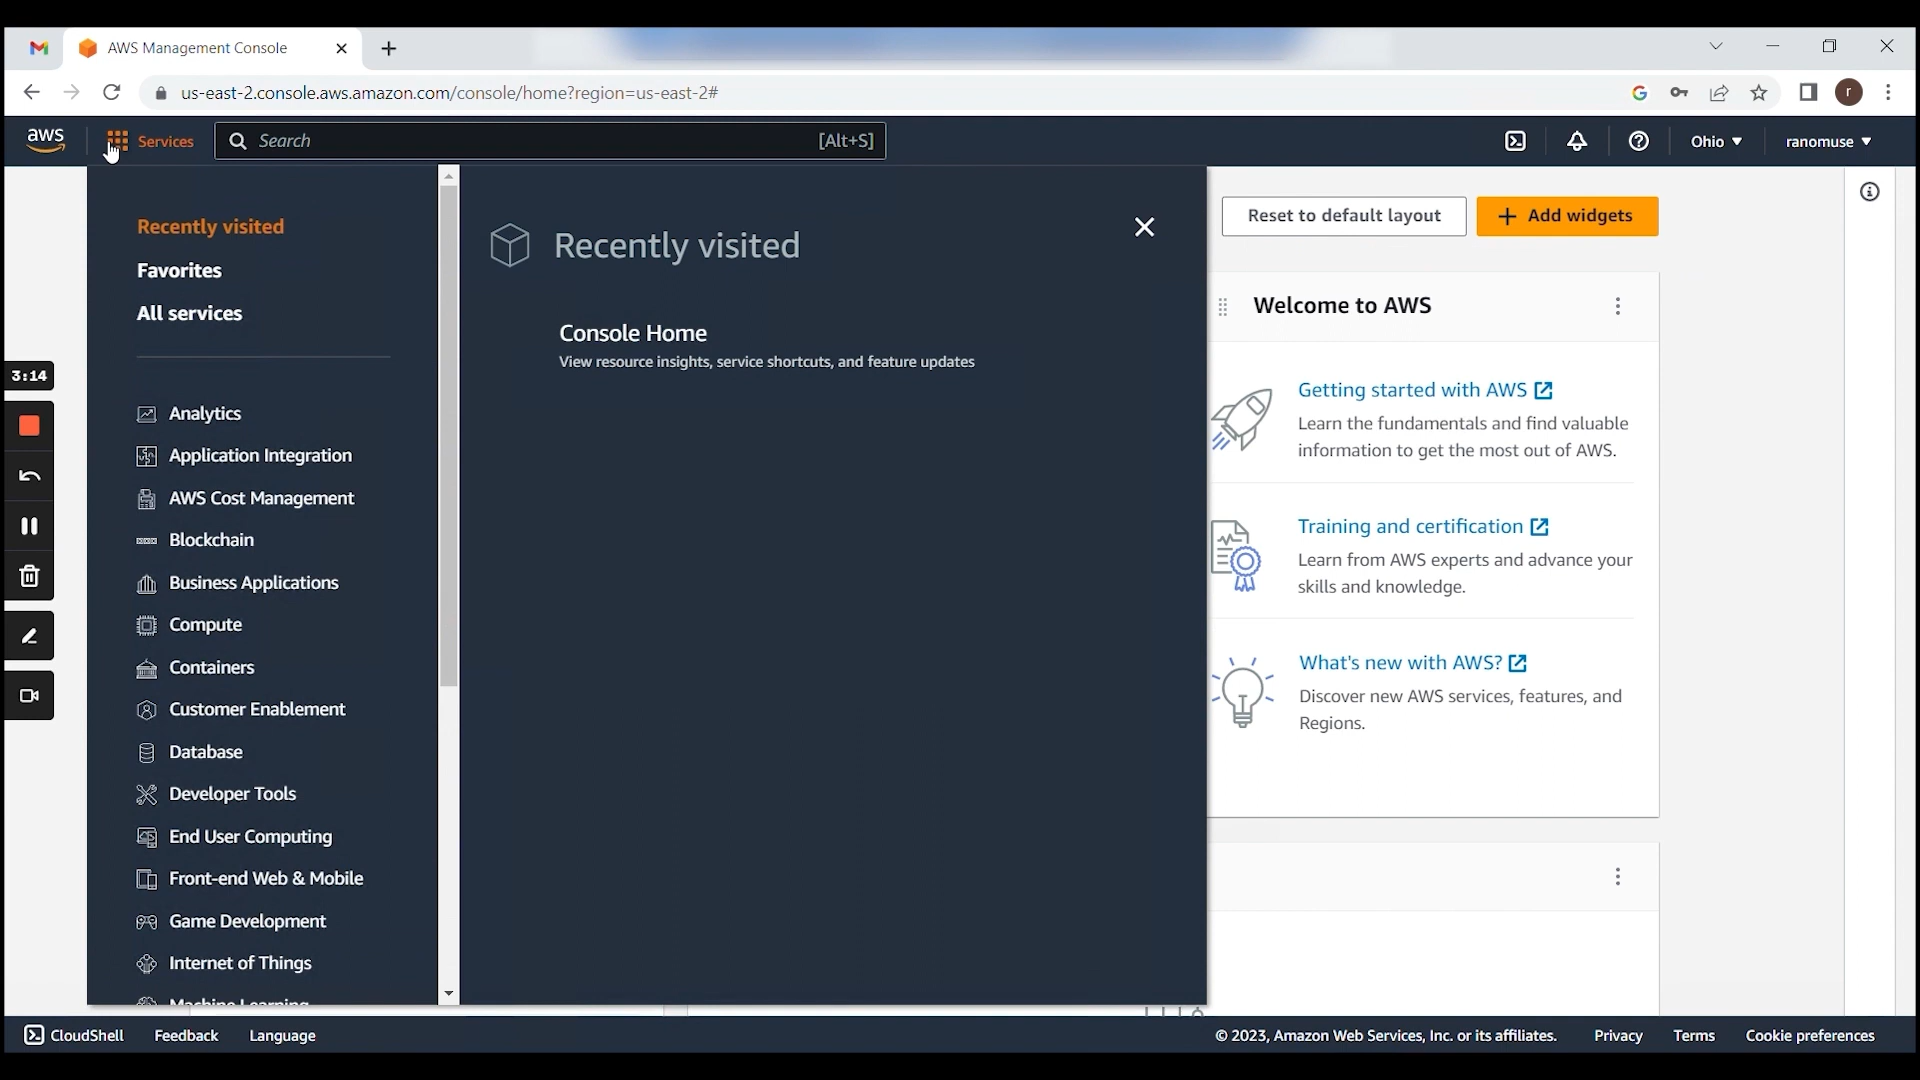 AWS Management Console
us-east-2.console.aws.amazon.com/console/home?region=us-east-2#
r
aws
Services
Search
[Alt+S]
Ohio
ranomuse
Recently visited
Favorites
All services
Analytics
Application Integration
AWS Cost Management
Blockchain
Business Applications
Compute
Containers
Customer Enablement
Database
Developer Tools
End User Computing
Front-end Web & Mobile
Game Development
Internet of Things
Machine Learning
Recently visited
Console Home
View resource insights, service shortcuts, and feature updates
Reset to default layout
+ Add widgets
Welcome to AWS
Getting started with AWS
Learn the fundamentals and find valuable
information to get the most out of AWS.
Training and certification
Learn from AWS experts and advance your
skills and knowledge.
What's new with AWS?
Discover new AWS services, features, and
Regions.
3:14
CloudShell
Feedback
Language
© 2023, Amazon Web Services, Inc. or its affiliates.
Privacy
Terms
Cookie preferences